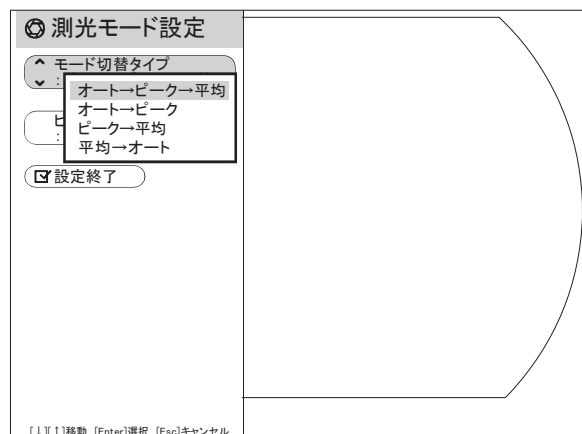 測光モード設定
モード切替タイプ
:
オート→ピーク→平均
オート→ピーク
ピーク→平均
平均→オート
ピ
:
設定終了
[↓][↑]移動 [Enter]選択 [Esc]キャンセル